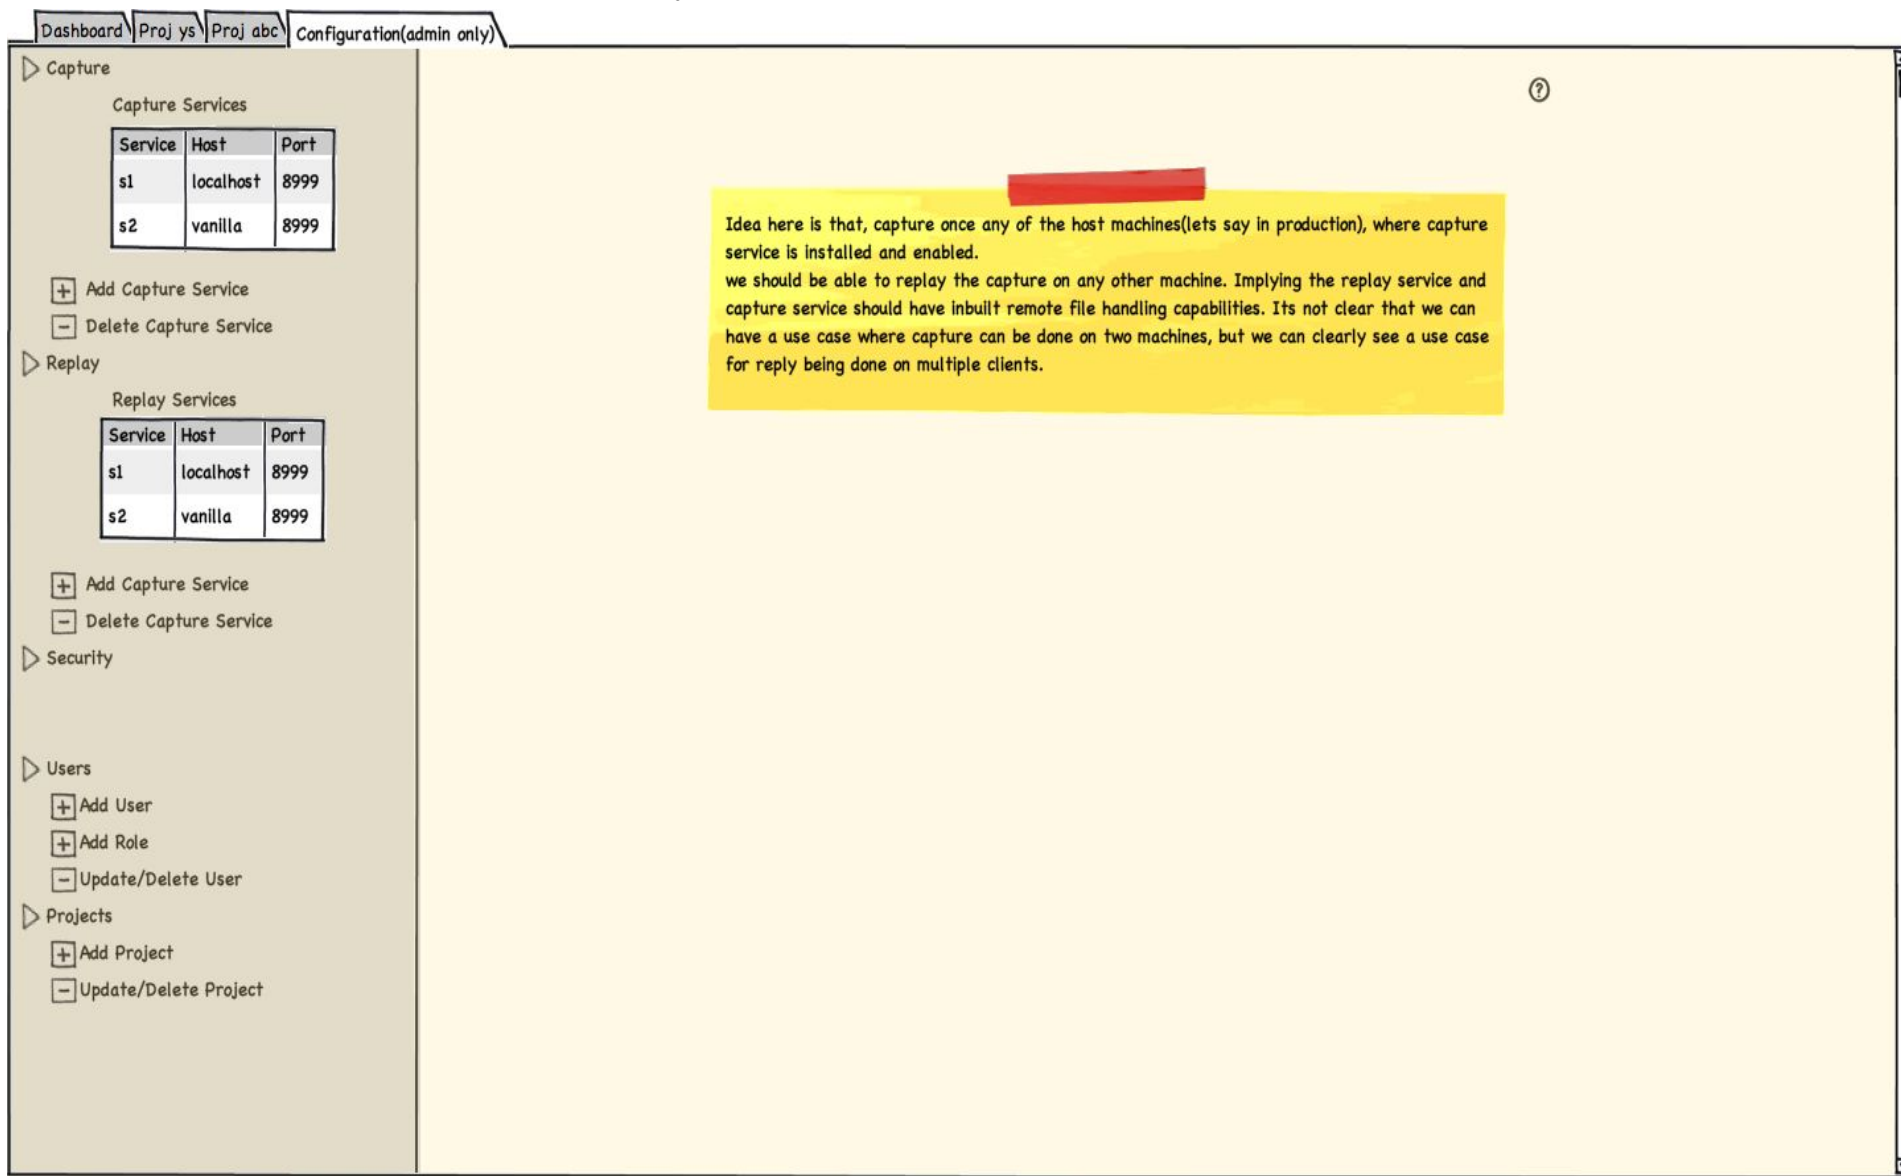 Dashboard Proj ys Proj abc Configuration(admin only)
Capture
Capture Services
Service Host Port
s1 localhost 8999
s2 vanilla 8999
+ Add Capture Service
- Delete Capture Service
Replay
Replay Services
Service Host Port
s1 localhost 8999
s2 vanilla 8999
+ Add Capture Service
- Delete Capture Service
Security
Users
+ Add User
+ Add Role
- Update/Delete User
Projects
+ Add Project
- Update/Delete Project
?
Idea here is that, capture once any of the host machines(lets say in production), where capture
service is installed and enabled.
we should be able to replay the capture on any other machine. Implying the replay service and
capture service should have inbuilt remote file handling capabilities. Its not clear that we can
have a use case where capture can be done on two machines, but we can clearly see a use case
for reply being done on multiple clients.